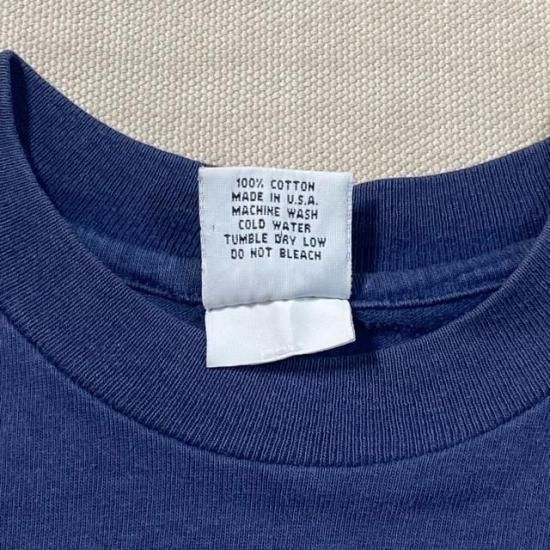 100% COTTON
MADE IN U.S.A.
MACHINE WASH
COLD WATER
TUMBLE DRY LOW
DO NOT BLEACH